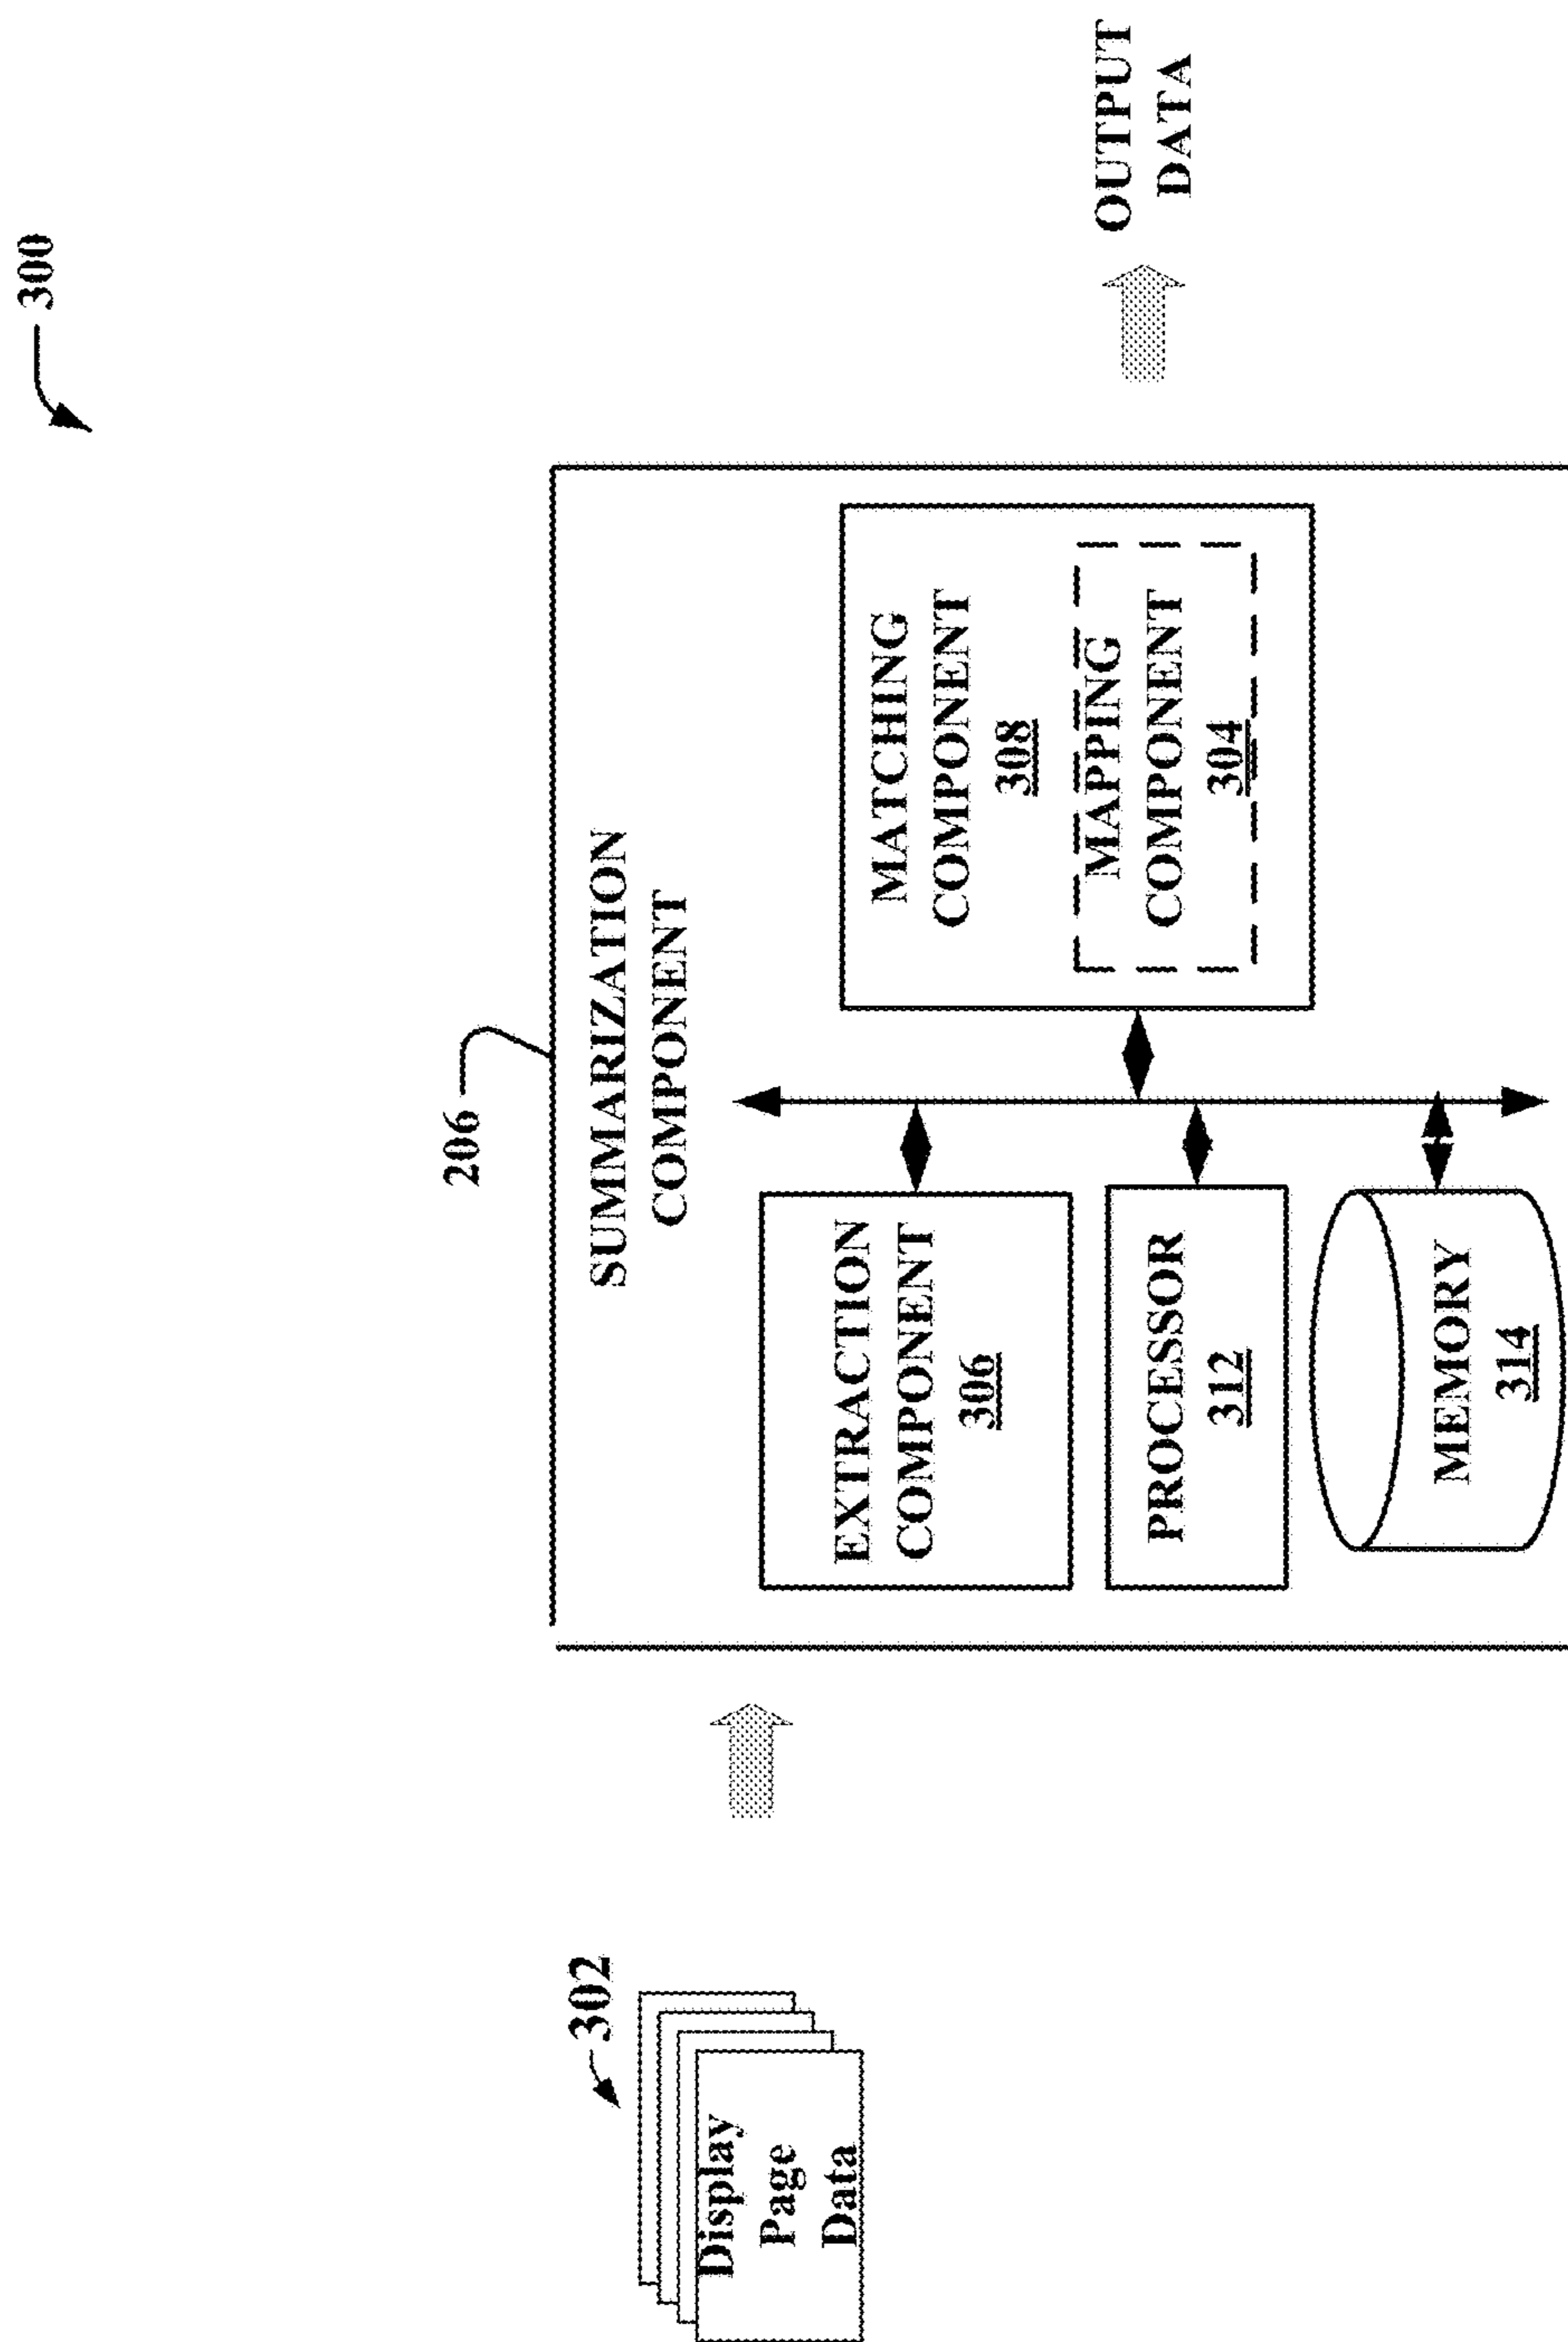 300
206
302
Display
Page
Data
SUMMARIZATION
COMPONENT
EXTRACTION
COMPONENT
306
PROCESSOR
312
MEMORY
314
MATCHING
COMPONENT
308
MAPPING
COMPONENT
304
OUTPUT
DATA